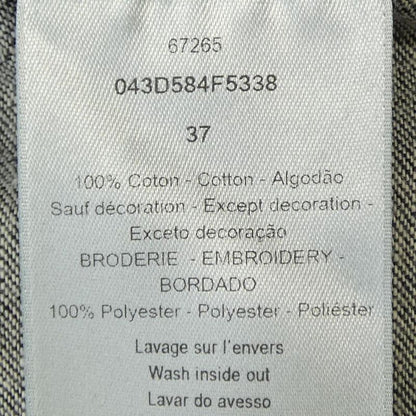 67265
043D584F5338
37
100% Coton - Cotton - Algodão
Sauf décoration - Except decoration -
Exceto decoração
BRODERIE - EMBROIDERY -
BORDADO
100% Polyester - Polyester - Poliéster
Lavage sur l'envers
Wash inside out
Lavar do avesso